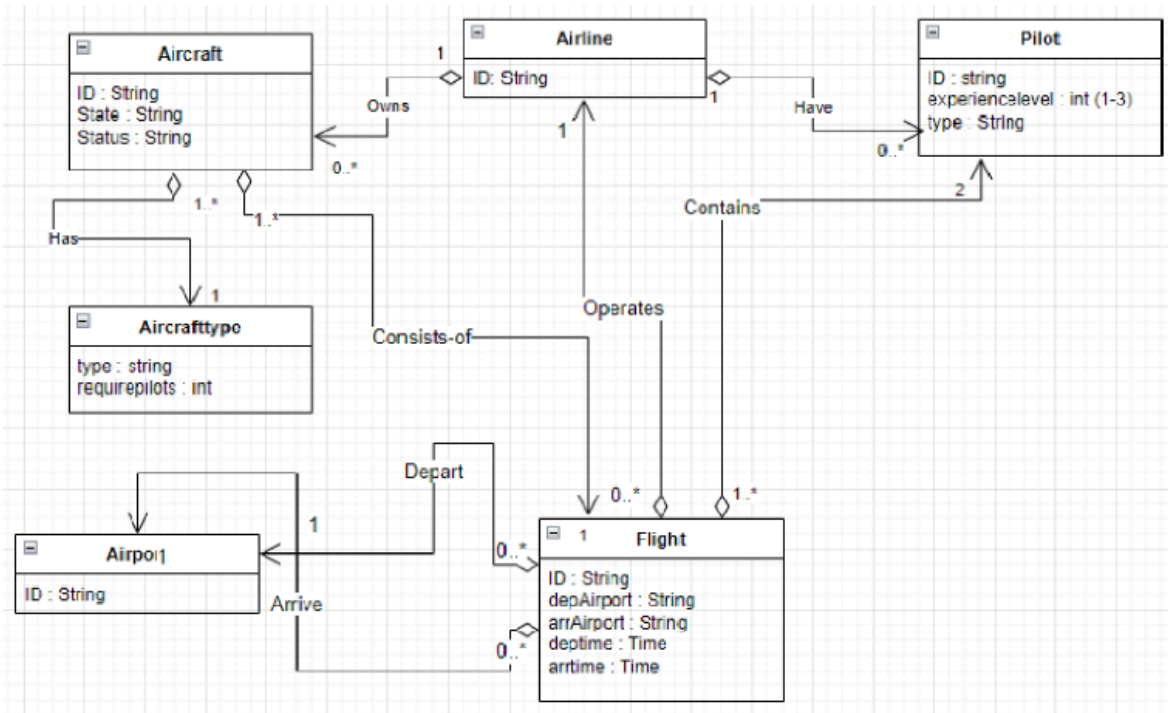 Aircraft
ID : String
State : String
Status : String
1
Owns
0..*
Airline
ID: String
1
Have
0..*
Pilot
ID : string
experiencelevel : int (1-3)
type : String
1..*
1..*
Has
1
1
Operates
Contains
2
Aircrafttype
type : string
requirepilots : int
Consists-of
Depart
0..*
1..*
1
Airport
1
ID : String
Arrive
0..*
0..*
1
Flight
ID : String
depAirport : String
arrAirport : String
deptime : Time
arrtime : Time